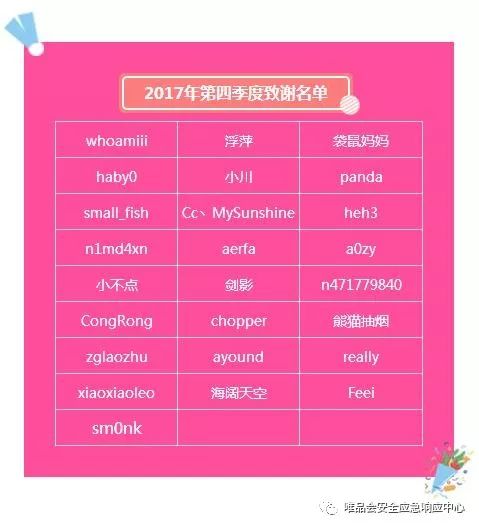 2017年第四季度致谢名单
whoamiii 浮萍 袋鼠妈妈
haby0 小川 panda
small_fish Cc丶MySunshine heh3
n1md4xn aerfa a0zy
小不点 剑影 n471779840
CongRong chopper 熊猫抽烟
zglaozhu ayound really
xiaoxiaoleo 海阔天空 Feei
sm0nk
唯品会安全应急响应中心